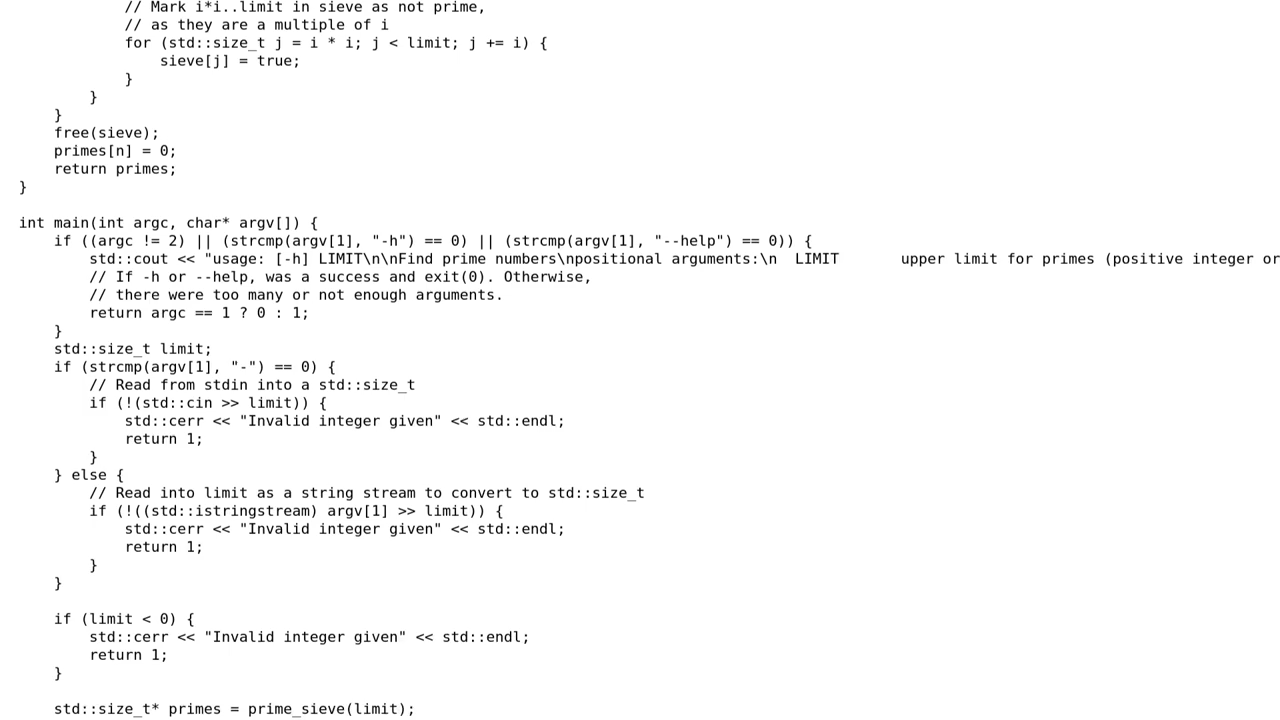 // Mark i*i..limit in sieve as not prime,
            // as they are a multiple of i
            for (std::size_t j = i * i; j < limit; j += i) {
                sieve[j] = true;
            }
        }
    }
    free(sieve);
    primes[n] = 0;
    return primes;
}

int main(int argc, char* argv[]) {
    if ((argc != 2) || (strcmp(argv[1], "-h") == 0) || (strcmp(argv[1], "--help") == 0)) {
        std::cout << "usage: [-h] LIMIT\n\nFind prime numbers\npositional arguments:\n  LIMIT       upper limit for primes (positive integer or
        // If -h or --help, was a success and exit(0). Otherwise,
        // there were too many or not enough arguments.
        return argc == 1 ? 0 : 1;
    }
    std::size_t limit;
    if (strcmp(argv[1], "-") == 0) {
        // Read from stdin into a std::size_t
        if (!(std::cin >> limit)) {
            std::cerr << "Invalid integer given" << std::endl;
            return 1;
        }
    } else {
        // Read into limit as a string stream to convert to std::size_t
        if (!((std::istringstream) argv[1] >> limit)) {
            std::cerr << "Invalid integer given" << std::endl;
            return 1;
        }
    }

    if (limit < 0) {
        std::cerr << "Invalid integer given" << std::endl;
        return 1;
    }

    std::size_t* primes = prime_sieve(limit);